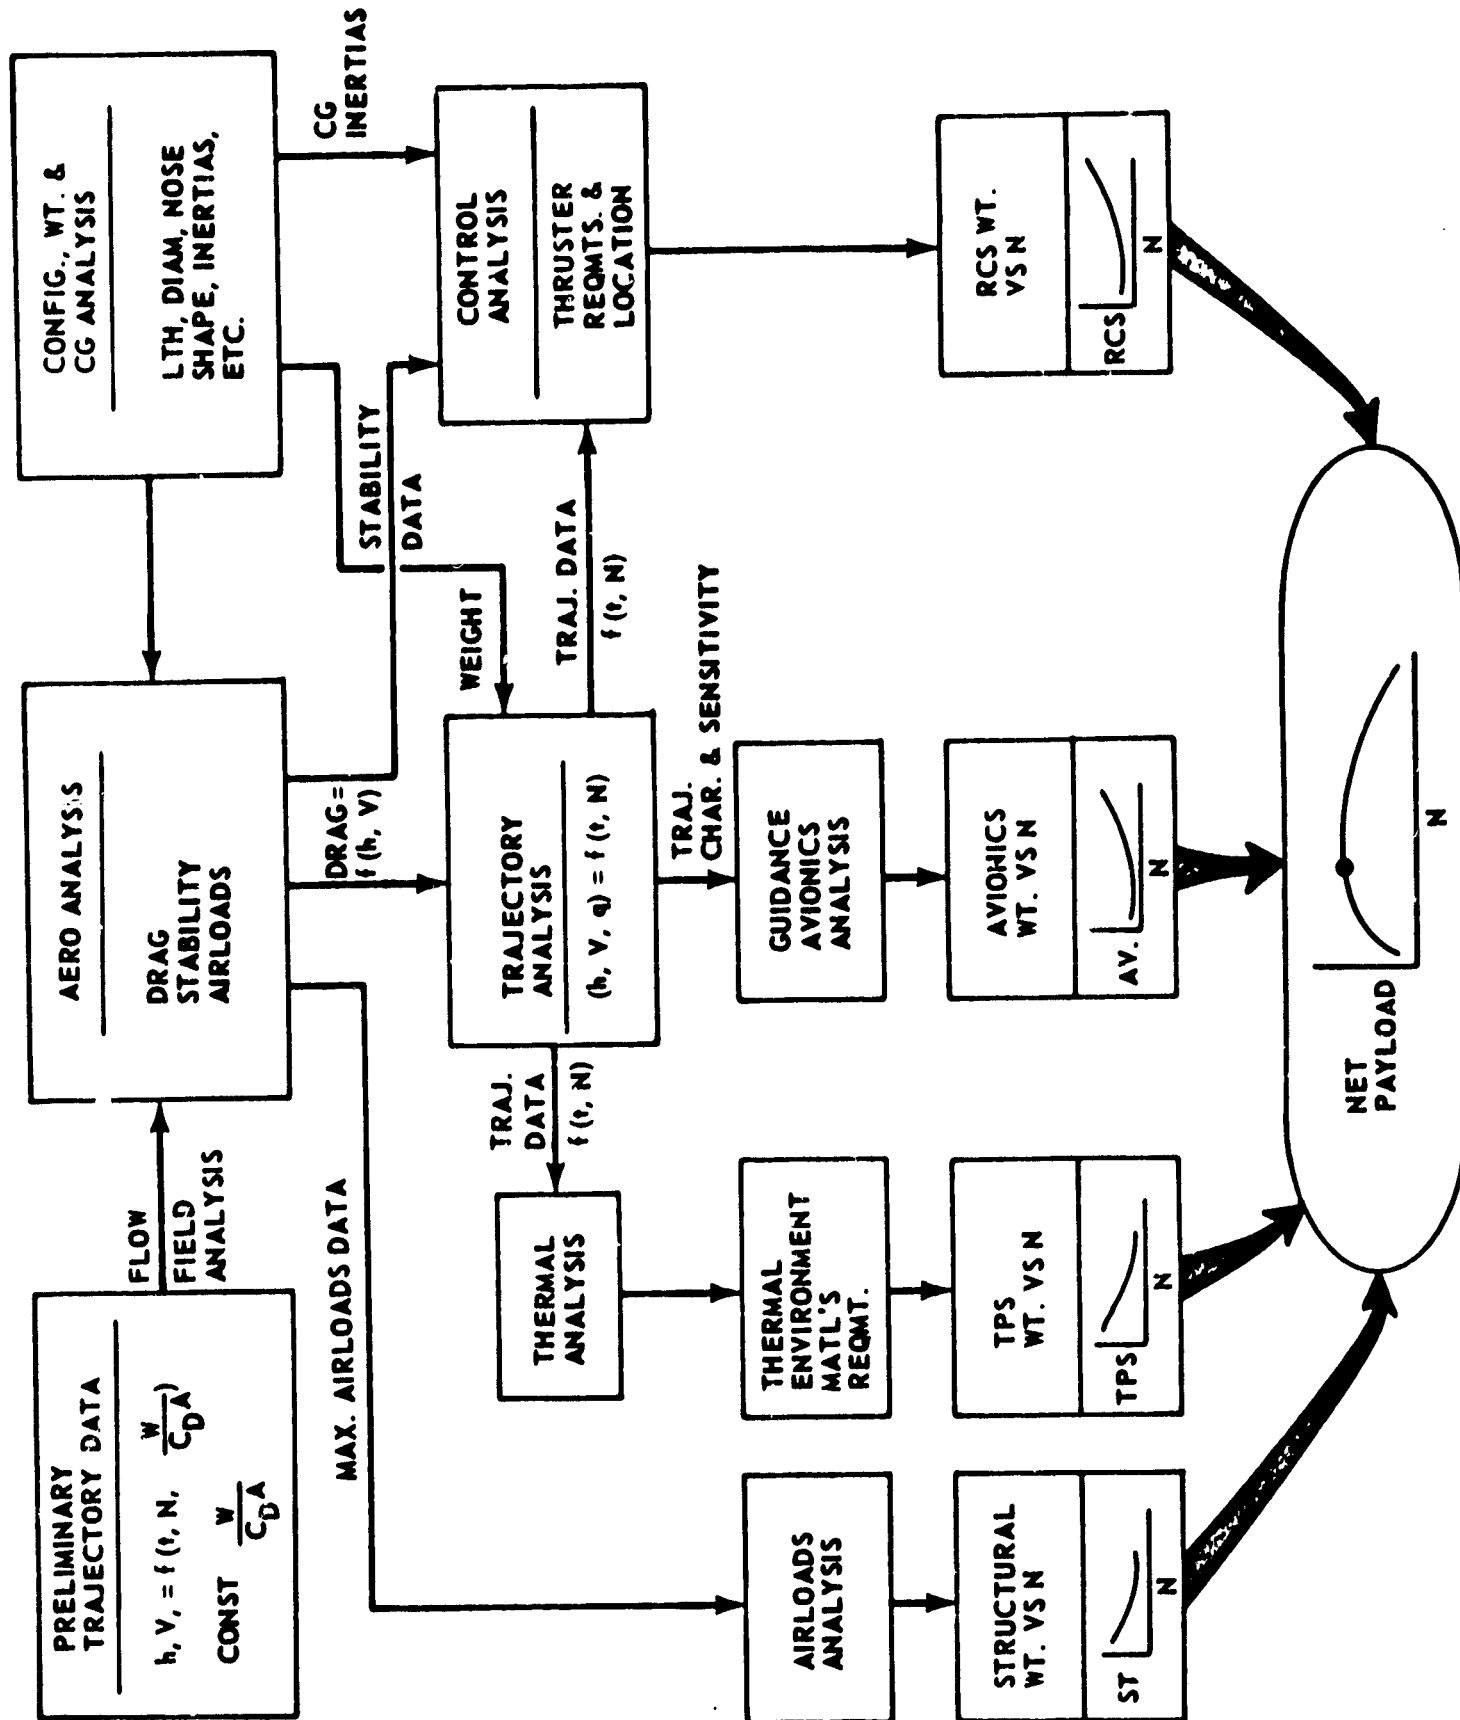 PRELIMINARY
TRAJECTORY DATA
h, V, = f (t, N, W
C_D A)
CONST W
C_D A
FLOW
FIELD
ANALYSIS
AERO ANALYSIS
DRAG
STABILITY
AIRLOADS
CONFIG., WT. &
CG ANALYSIS
LTH, DIAM, NOSE
SHAPE, INERTIAS,
ETC.
MAX. AIRLOADS DATA
DRAG =
f (h, V)
STABILITY
DATA
WEIGHT
CG
INERTIAS
TRAJECTORY
ANALYSIS
(h, V, q) = f (t, N)
TRAJ.
DATA
f (t, N)
TRAJ. DATA
f (t, N)
CONTROL
ANALYSIS
THRUSTER
REQMTS. &
LOCATION
THERMAL
ANALYSIS
TRAJ.
CHAR. & SENSITIVITY
AIRLOADS
ANALYSIS
THERMAL
ENVIRONMENT
MATL'S
REQMT.
GUIDANCE
AVIONICS
ANALYSIS
STRUCTURAL
WT. VS N
ST
N
TPS
WT. VS N
TPS
N
AVIONICS
WT. VS N
AV.
N
RCS WT.
VS N
RCS
N
NET
PAYLOAD
N